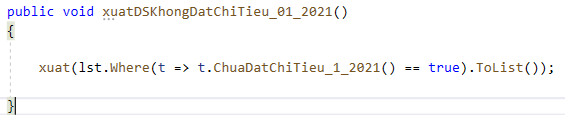 public void xuatDSKhongDatChiTieu_01_2021()
{
xuat(lst.Where(t => t.ChuaDatChiTieu_1_2021() == true).ToList());
}